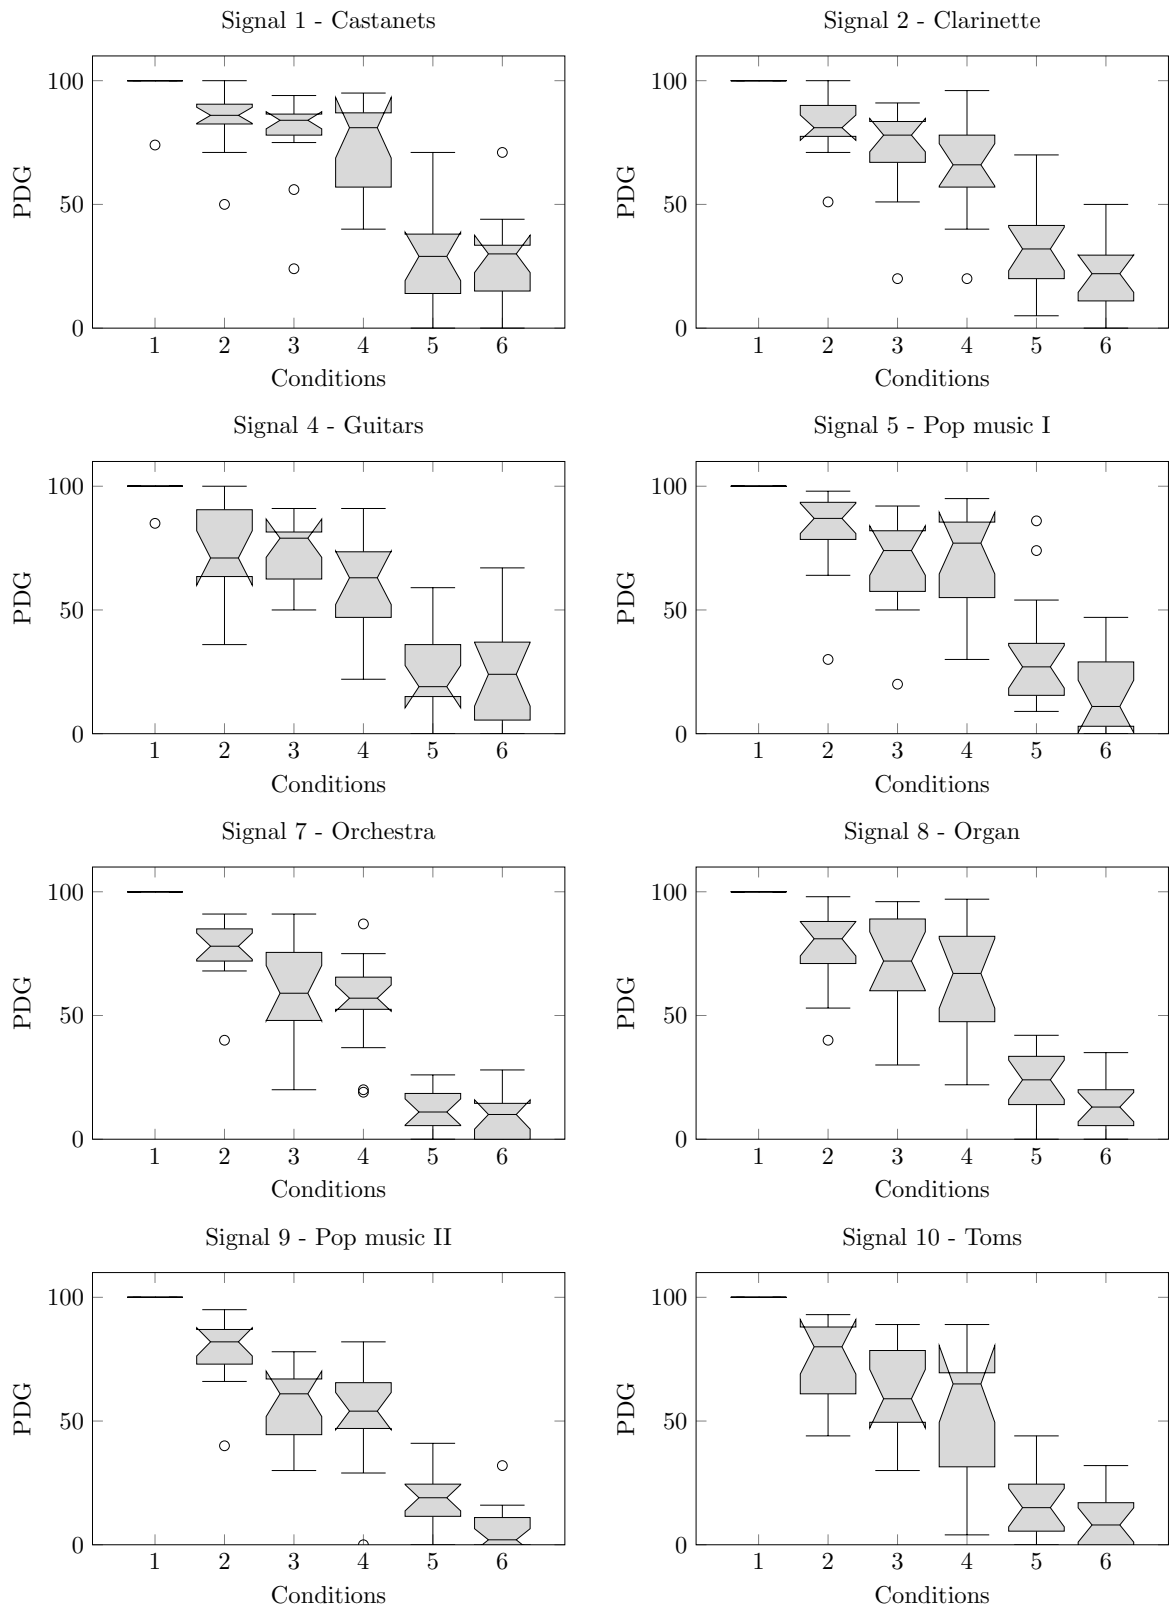 Signal 1 - Castanets
100
50
0
PDG
1 2 3 4 5 6
Conditions
Signal 2 - Clarinette
100
50
0
PDG
1 2 3 4 5 6
Conditions
Signal 4 - Guitars
100
50
0
PDG
1 2 3 4 5 6
Conditions
Signal 5 - Pop music I
100
50
0
PDG
1 2 3 4 5 6
Conditions
Signal 7 - Orchestra
100
50
0
PDG
1 2 3 4 5 6
Conditions
Signal 8 - Organ
100
50
0
PDG
1 2 3 4 5 6
Conditions
Signal 9 - Pop music II
100
50
0
PDG
1 2 3 4 5 6
Conditions
Signal 10 - Toms
100
50
0
PDG
1 2 3 4 5 6
Conditions